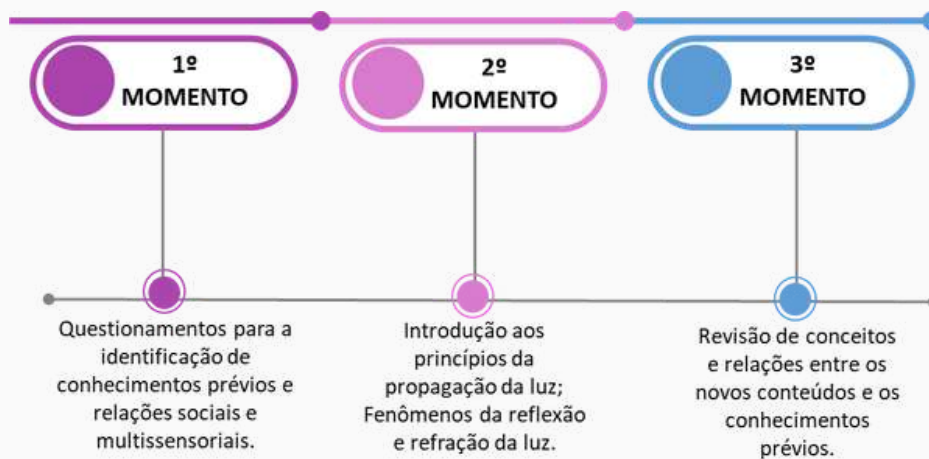 1º
MOMENTO
Questionamentos para a
identificação de
conhecimentos prévios e
relações sociais e
multissensoriais.
2º
MOMENTO
Introdução aos
princípios da
propagação da luz;
Fenômenos da reflexão
e refração da luz.
3º
MOMENTO
Revisão de conceitos
e relações entre os
novos conteúdos e os
conhecimentos
prévios.